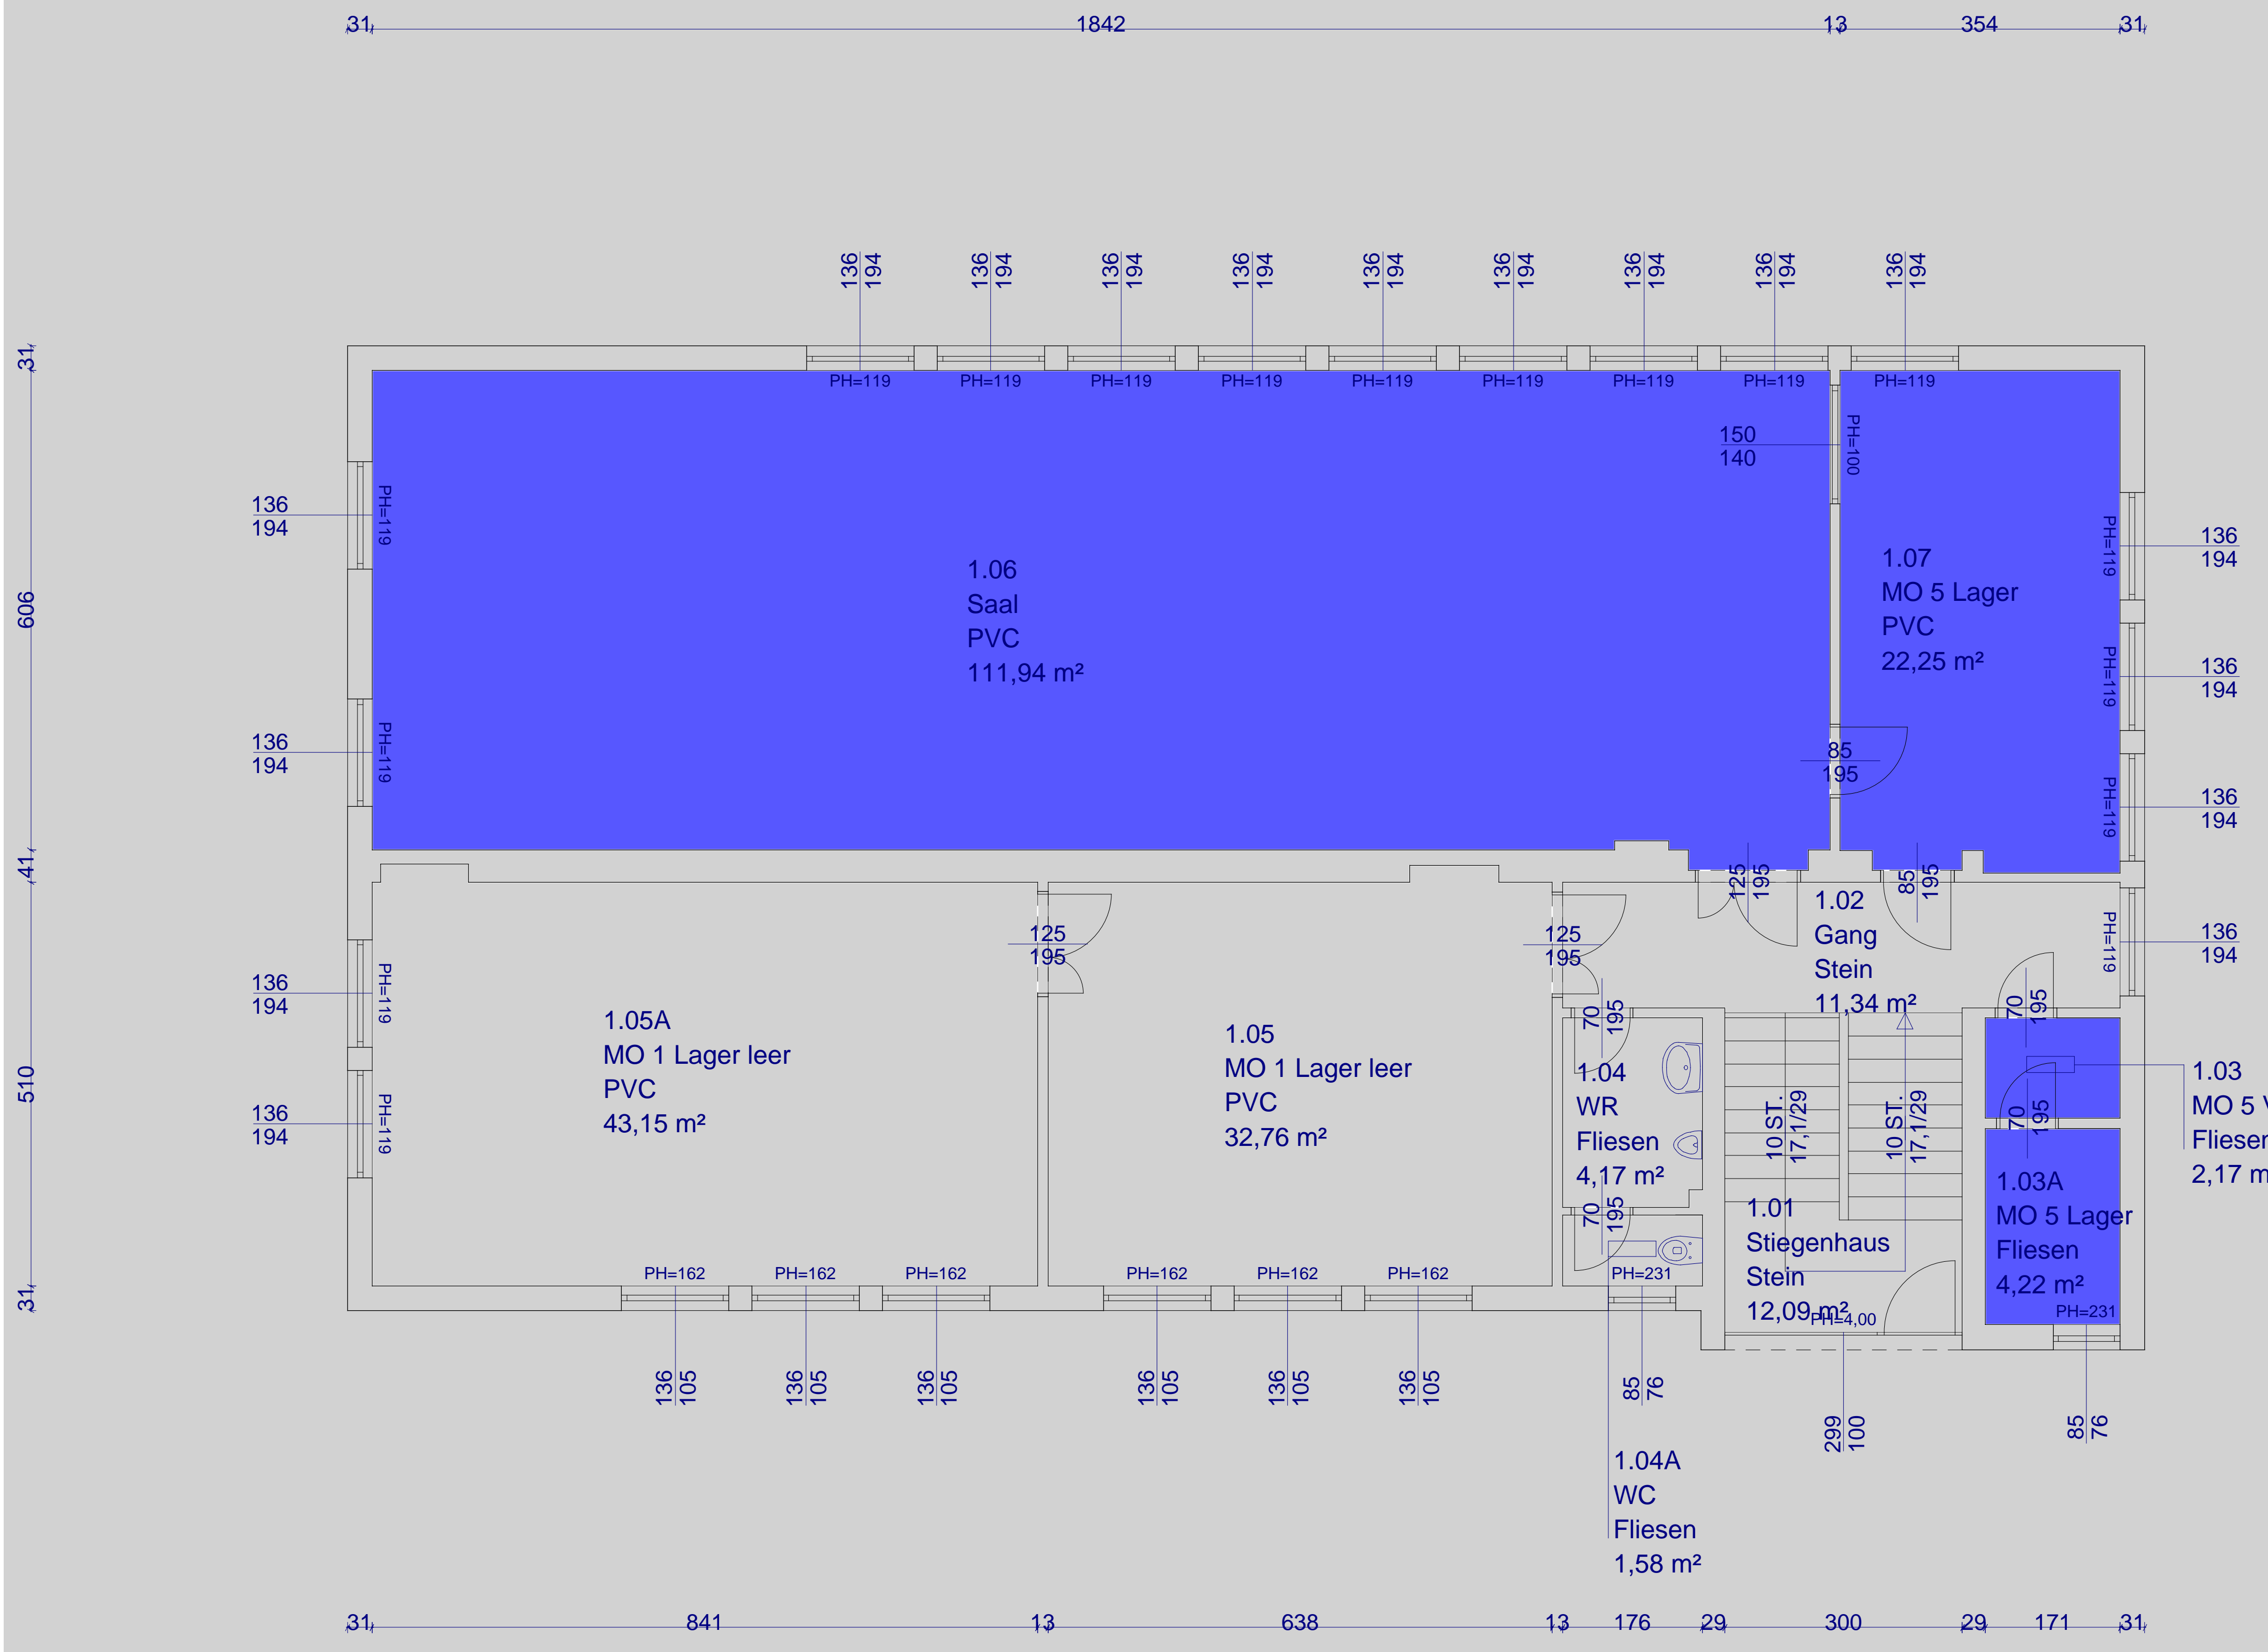 31
1842
13
354
31
136
194
136
194
136
194
136
194
136
194
136
194
136
194
136
194
136
194
31
606
41
510
31
PH=119
PH=119
PH=119
PH=119
PH=119
PH=119
PH=119
PH=119
PH=119
150
140
PH=100
136
194
PH=119
136
194
PH=119
136
194
PH=119
136
194
PH=119
PH=119
136
194
PH=119
136
194
PH=119
136
194
PH=119
136
194
1.06
Saal
PVC
111,94 m²
1.07
MO 5 Lager
PVC
22,25 m²
85
195
125
195
85
195
1.02
Gang
Stein
11,34 m²
125
195
125
195
70
195
70
195
70
195
70
195
1.05A
MO 1 Lager leer
PVC
43,15 m²
1.05
MO 1 Lager leer
PVC
32,76 m²
1.04
WR
Fliesen
4,17 m²
10 ST.
17,1/29
10 ST.
17,1/29
1.03
MO 5 V
Fliesen
2,17 m
1.03A
MO 5 Lager
Fliesen
4,22 m²
1.01
Stiegenhaus
Stein
12,09 m²
PH=4,00
PH=162
PH=162
PH=162
PH=162
PH=162
PH=162
PH=231
PH=231
136
105
136
105
136
105
136
105
136
105
136
105
85
76
299
100
85
76
1.04A
WC
Fliesen
1,58 m²
31
841
13
638
13
176
29
300
29
171
31